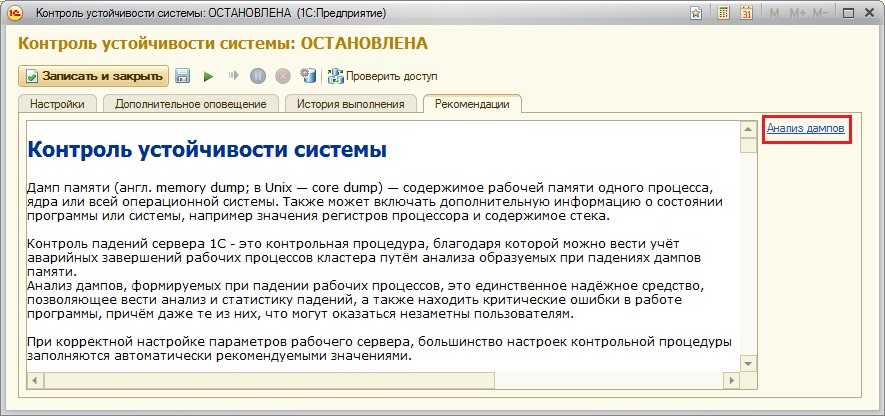 Контроль устойчивости системы: ОСТАНОВЛЕНА (1С:Предприятие)
31 M M+ M-
Контроль устойчивости системы: ОСТАНОВЛЕНА
Записать и закрыть Проверить доступ
Настройки Дополнительное оповещение История выполнения Рекомендации
Анализ дампов
Контроль устойчивости системы
Дамп памяти (англ. memory dump; в Unix — core dump) — содержимое рабочей памяти одного процесса,
ядра или всей операционной системы. Также может включать дополнительную информацию о состоянии
программы или системы, например значения регистров процессора и содержимое стека.
Контроль падений сервера 1С - это контрольная процедура, благодаря которой можно вести учёт
аварийных завершений рабочих процессов кластера путём анализа образуемых при падениях дампов
памяти.
Анализ дампов, формируемых при падении рабочих процессов, это единственное надёжное средство,
позволяющее вести анализ и статистику падений, а также находить критические ошибки в работе
программы, причём даже те из них, что могут оказаться незаметны пользователям.
При корректной настройке параметров рабочего сервера, большинство настроек контрольной процедуры
заполняются автоматически рекомендуемыми значениями.